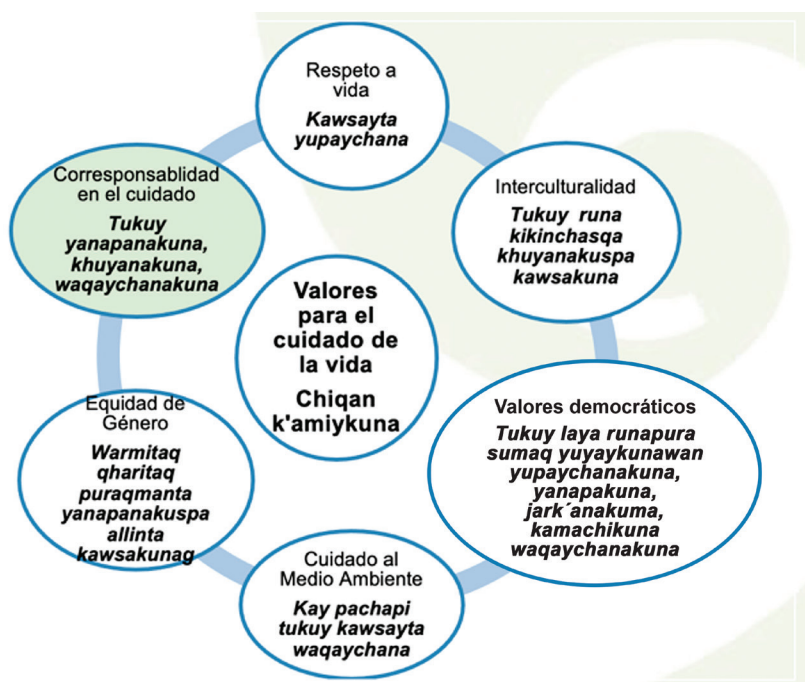 Respeto a
vida
Kawsayta
yupaychana
Interculturalidad
Tukuy runa
kikinchasqa
khuyanakuspa
kawsakuna
Valores democráticos
Tukuy laya runapura
sumaq yuyaykunawan
yupaychanakuna,
yanapakuna,
jark´anakuma,
kamachikuna
waqaychanakuna
Cuidado al
Medio Ambiente
Kay pachapi
tukuy kawsayta
waqaychana
Equidad de
Género
Warmitaq
qharitaq
puraqmanta
yanapanakuspa
allinta
kawsakunag
Corresponsablidad
en el cuidado
Tukuy
yanapanakuna,
khuyanakuna,
waqaychanakuna
Valores
para el
cuidado de
la vida
Chiqan
k'amiykuna